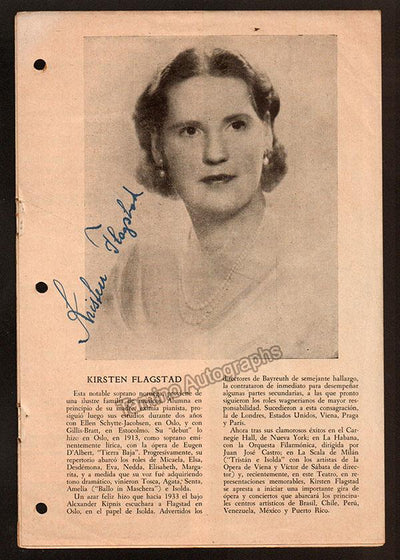 Kirsten Flagstad
Tamino Autographs
KIRSTEN FLAGSTAD
Esta notable soprano noruega, procede de
una ilustre familia de músicos. Alumna en
principio de su madre, eximia pianista, prosi-
guió luego sus estudios durante dos años
con Ellen Schytte-Jacobsen, en Oslo, y con
Gillis-Bratt, en Estocolmo. Su "debut" lo
hizo en Oslo, en 1913, como soprano emi-
nentemente lírica, con la ópera de Eugen
D'Albert, "Tierra Baja". Progresivamente, su
repertorio abarcó los roles de Micaela, Elsa,
Desdémona, Eva, Nedda, Elisabeth, Marga-
rita, y a medida que su voz fué adquiriendo
tono dramático, vinieron Tosca, Agata, Senta,
Amelia ("Ballo in Maschera") e Isolda.
Un azar feliz hizo que hacia 1933 el bajo
Alexander Kipnis escuchara a Flagstad en
Oslo, en el papel de Isolda. Advertidos los
directores de Bayreuth de semejante hallazgo,
la contrataron de inmediato para desempeñar
algunas partes secundarias, a las que pronto
siguieron los roles wagnerianos de mayor res-
ponsabilidad. Sucedieron a esta consagración,
la de Londres, Estados Unidos, Viena, Praga
y París.
Ahora tras sus clamorosos éxitos en el Car-
negie Hall, de Nueva York; en La Habana,
con la Orquesta Filarmónica, dirigida por
Juan José Castro; en La Scala de Milán
("Tristán e Isolda" con los artistas de la
Opera de Viena y Víctor de Sabata de direc-
tor) y, recientemente, en este Teatro, en re-
presentaciones memorables, Kirsten Flagstad
se apresta a iniciar una importante gira de
ópera y conciertos que abarcará los principa-
les centros artísticos de Brasil, Chile, Perú,
Venezuela, México y Puerto Rico.